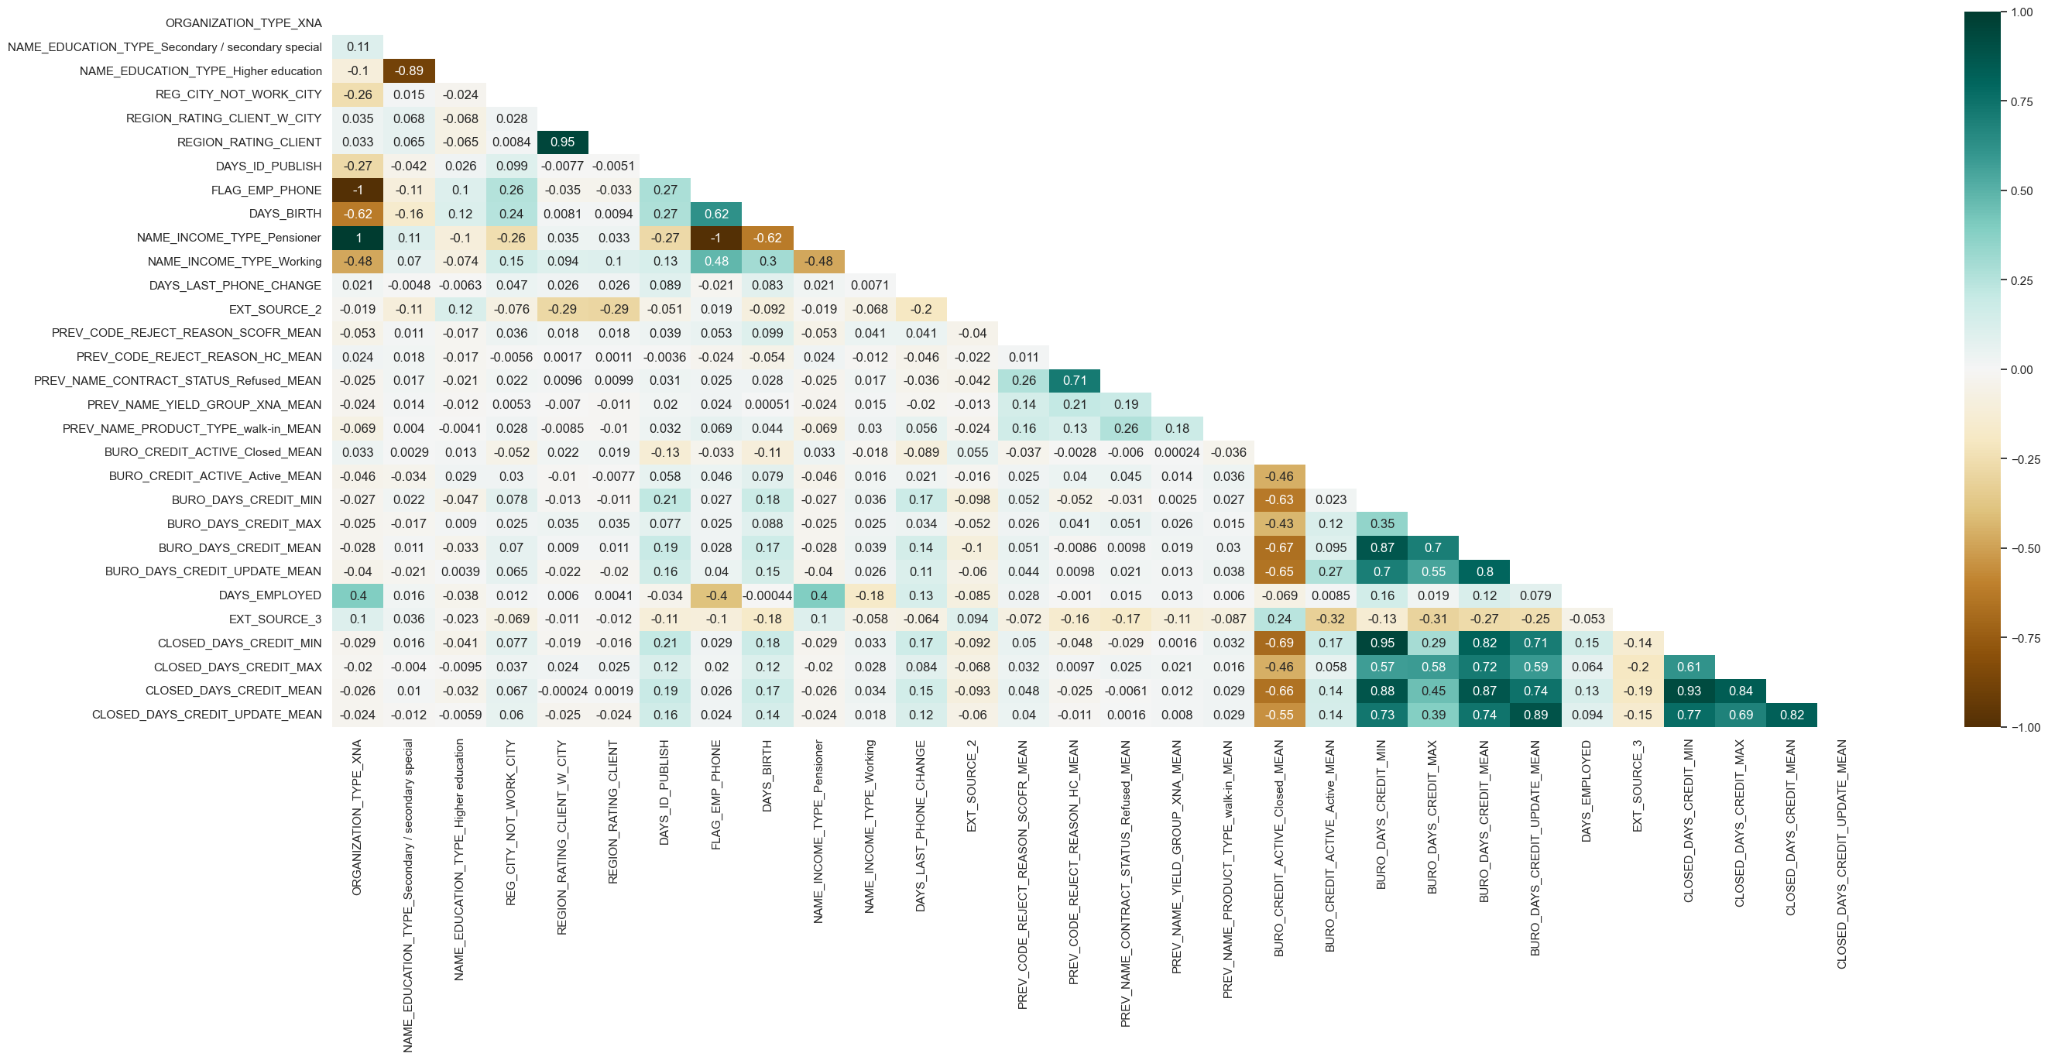 ORGANIZATION_TYPE_XNA
NAME_EDUCATION_TYPE_Secondary / secondary special 0.11
NAME_EDUCATION_TYPE_Higher education -0.1 -0.89
REG_CITY_NOT_WORK_CITY -0.26 0.015 -0.024
REGION_RATING_CLIENT_W_CITY 0.035 0.068 -0.068 0.028
REGION_RATING_CLIENT 0.033 0.065 -0.065 0.0084 0.95
DAYS_ID_PUBLISH -0.27 -0.042 0.026 0.099 -0.0077 -0.0051
FLAG_EMP_PHONE -1 -0.11 0.1 0.26 -0.035 -0.033 0.27
DAYS_BIRTH -0.62 -0.16 0.12 0.24 0.0081 0.0094 0.27 0.62
NAME_INCOME_TYPE_Pensioner 1 0.11 -0.1 -0.26 0.035 0.033 -0.27 -1 -0.62
NAME_INCOME_TYPE_Working -0.48 0.07 -0.074 0.15 0.094 0.1 0.13 0.48 0.3 -0.48
DAYS_LAST_PHONE_CHANGE 0.021 -0.0048 -0.0063 0.047 0.026 0.026 0.089 -0.021 0.083 0.021 0.0071
EXT_SOURCE_2 -0.019 -0.11 0.12 -0.076 -0.29 -0.29 -0.051 0.019 -0.092 -0.019 -0.068 -0.2
PREV_CODE_REJECT_REASON_SCOFR_MEAN -0.053 0.011 -0.017 0.036 0.018 0.018 0.039 0.053 0.099 -0.053 0.041 0.041 -0.04
PREV_CODE_REJECT_REASON_HC_MEAN 0.024 0.018 -0.017 -0.0056 0.0017 0.0011 -0.0036 -0.024 -0.054 0.024 -0.012 -0.046 -0.022 0.011
PREV_NAME_CONTRACT_STATUS_Refused_MEAN -0.025 0.017 -0.021 0.022 0.0096 0.0099 0.031 0.025 0.028 -0.025 0.017 -0.036 -0.042 0.26 0.71
PREV_NAME_YIELD_GROUP_XNA_MEAN -0.024 0.014 -0.012 0.0053 -0.007 -0.011 0.02 0.024 0.00051 -0.024 0.015 -0.02 -0.013 0.14 0.21 0.19
PREV_NAME_PRODUCT_TYPE_walk-in_MEAN -0.069 0.004 -0.0041 0.028 -0.0085 -0.01 0.032 0.069 0.044 -0.069 0.03 0.056 -0.024 0.16 0.13 0.26 0.18
BURO_CREDIT_ACTIVE_Closed_MEAN 0.033 0.0029 0.013 -0.052 0.022 0.019 -0.13 -0.033 -0.11 0.033 -0.018 -0.089 0.055 -0.037 -0.0028 -0.006 0.00024 -0.036
BURO_CREDIT_ACTIVE_Active_MEAN -0.046 -0.034 0.029 0.03 -0.01 -0.0077 0.058 0.046 0.079 -0.046 0.016 0.021 -0.016 0.025 0.04 0.045 0.014 0.036 -0.46
BURO_DAYS_CREDIT_MIN -0.027 0.022 -0.047 0.078 -0.013 -0.011 0.21 0.027 0.18 -0.027 0.036 0.17 -0.098 0.052 -0.052 -0.031 0.0025 0.027 -0.63 0.023
BURO_DAYS_CREDIT_MAX -0.025 -0.017 0.009 0.025 0.035 0.035 0.077 0.025 0.088 -0.025 0.025 0.034 -0.052 0.026 0.041 0.051 0.026 0.015 -0.43 0.12 0.35
BURO_DAYS_CREDIT_MEAN -0.028 0.011 -0.033 0.07 0.009 0.011 0.19 0.028 0.17 -0.028 0.039 0.14 -0.1 0.051 -0.0086 0.0098 0.019 0.03 -0.67 0.095 0.87 0.7
BURO_DAYS_CREDIT_UPDATE_MEAN -0.04 -0.021 0.0039 0.065 -0.022 -0.02 0.16 0.04 0.15 -0.04 0.026 0.11 -0.06 0.044 0.0098 0.021 0.013 0.038 -0.65 0.27 0.7 0.55 0.8
DAYS_EMPLOYED 0.4 0.016 -0.038 0.012 0.006 0.0041 -0.034 -0.4 -0.00044 0.4 -0.18 0.13 -0.085 0.028 -0.001 0.015 0.013 0.006 -0.069 0.0085 0.16 0.019 0.12 0.079
EXT_SOURCE_3 0.1 0.036 -0.023 -0.069 -0.011 -0.012 -0.11 -0.1 -0.18 0.1 -0.058 -0.064 0.094 -0.072 -0.16 -0.17 -0.11 -0.087 0.24 -0.32 -0.13 -0.31 -0.27 -0.25 -0.053
CLOSED_DAYS_CREDIT_MIN -0.029 0.016 -0.041 0.077 -0.019 -0.016 0.21 0.029 0.18 -0.029 0.033 0.17 -0.092 0.05 -0.048 -0.029 0.0016 0.032 -0.69 0.17 0.95 0.29 0.82 0.71 0.15 -0.14
CLOSED_DAYS_CREDIT_MAX -0.02 -0.004 -0.0095 0.037 0.024 0.025 0.12 0.02 0.12 -0.02 0.028 0.084 -0.068 0.032 0.0097 0.025 0.021 0.016 -0.46 0.058 0.57 0.58 0.72 0.59 0.064 -0.2 0.61
CLOSED_DAYS_CREDIT_MEAN -0.026 0.01 -0.032 0.067 -0.00024 0.0019 0.19 0.026 0.17 -0.026 0.034 0.15 -0.093 0.048 -0.025 -0.0061 0.012 0.029 -0.66 0.14 0.88 0.45 0.87 0.74 0.13 -0.19 0.93 0.84
CLOSED_DAYS_CREDIT_UPDATE_MEAN -0.024 -0.012 -0.0059 0.06 -0.025 -0.024 0.16 0.024 0.14 -0.024 0.018 0.12 -0.06 0.04 -0.011 0.0016 0.008 0.029 -0.55 0.14 0.73 0.39 0.74 0.89 0.094 -0.15 0.77 0.69 0.82
ORGANIZATION_TYPE_XNA
NAME_EDUCATION_TYPE_Secondary / secondary special
NAME_EDUCATION_TYPE_Higher education
REG_CITY_NOT_WORK_CITY
REGION_RATING_CLIENT_W_CITY
REGION_RATING_CLIENT
DAYS_ID_PUBLISH
FLAG_EMP_PHONE
DAYS_BIRTH
NAME_INCOME_TYPE_Pensioner
NAME_INCOME_TYPE_Working
DAYS_LAST_PHONE_CHANGE
EXT_SOURCE_2
PREV_CODE_REJECT_REASON_SCOFR_MEAN
PREV_CODE_REJECT_REASON_HC_MEAN
PREV_NAME_CONTRACT_STATUS_Refused_MEAN
PREV_NAME_YIELD_GROUP_XNA_MEAN
PREV_NAME_PRODUCT_TYPE_walk-in_MEAN
BURO_CREDIT_ACTIVE_Closed_MEAN
BURO_CREDIT_ACTIVE_Active_MEAN
BURO_DAYS_CREDIT_MIN
BURO_DAYS_CREDIT_MAX
BURO_DAYS_CREDIT_MEAN
BURO_DAYS_CREDIT_UPDATE_MEAN
DAYS_EMPLOYED
EXT_SOURCE_3
CLOSED_DAYS_CREDIT_MIN
CLOSED_DAYS_CREDIT_MAX
CLOSED_DAYS_CREDIT_MEAN
CLOSED_DAYS_CREDIT_UPDATE_MEAN
1.00
0.75
0.50
0.25
0.00
−0.25
−0.50
−0.75
−1.00